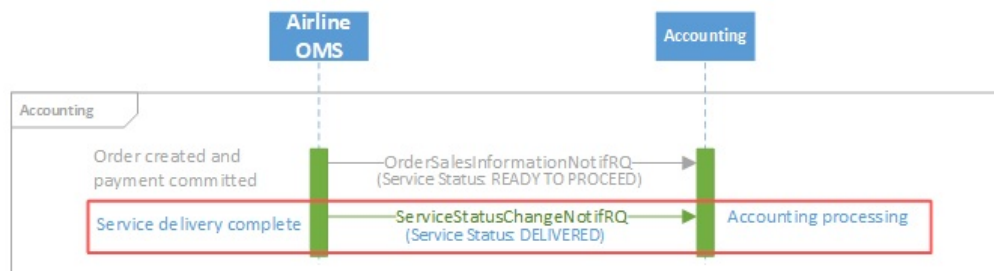 Airline
OMS
Accounting
Accounting
Order created and
payment committed
OrderSalesInformationNotifRQ
(Service Status: READY TO PROCEED)
Service delivery complete
ServiceStatusChangeNotifRQ
(Service Status: DELIVERED)
Accounting processing